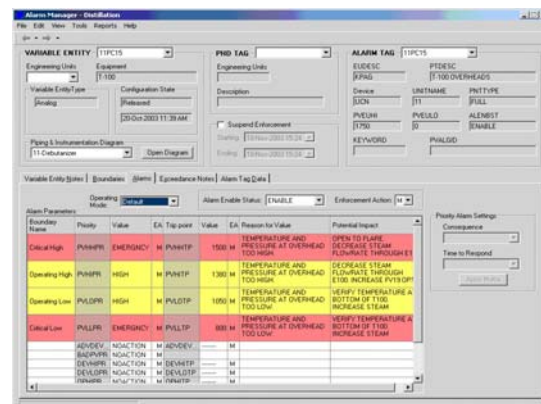 Alarm Manager - Distillation
File Edit View Tools Reports Help
VARIABLE ENTITY 11PC15
PHD TAG
ALARM TAG 11PC15
Engineering Units
Equipment
T-100
Engineering Units
EUDESC
KPAG
PTDESC
T-100 OVERHEADS
Variable EntityType
Analog
Configuration State
Released
20-Oct-2003 11:39 AM
Description
Device
UCN
UNITNAME
11
PNTTYPE
FULL
PVEUHI
1750
PVEULO
0
ALENBST
ENABLE
Suspend Enforcement
Starting
Ending
KEYWORD
PVALGID
Piping & Instrumentation Diagram
11-Debutanizer
Open Diagram
Variable Entity Notes Boundaries Alarms Exceedance Notes Alarm Tag Data
Operating Mode: Default
Alarm Enable Status: ENABLE
Enforcement Action: M
Alarm Parameters:
Boundary Name Priority Value EA Trip-point Value EA Reason for Value Potential Impact
Critical High PVHHPR EMERGNCY M PVHHTP 1500 M TEMPERATURE AND PRESSURE AT OVERHEAD TOO HIGH. OPEN TO FLARE. DECREASE STEAM FLOWRATE THROUGH E1
Operating High PVHIPR HIGH M PVHITP 1380 M TEMPERATURE AND PRESSURE AT OVERHEAD TOO HIGH. DECREASE STEAM FLOWRATE THROUGH E100. INCREASE FV19 OP
Operating Low PVLOPR HIGH M PVLOTP 1050 M TEMPERATURE AND PRESSURE AT OVERHEAD TOO LOW. VERIFY TEMPERATURE A BOTTOM OF T100. INCREASE STEAM
Critical Low PVLLPR EMERGNCY M PVLLTP 800 M TEMPERATURE AND PRESSURE AT OVERHEAD TOO LOW. VERIFY TEMPERATURE A BOTTOM OF T100. INCREASE STEAM
ADVDEV... NOACTION M ADVDEV... ------ M
BADPVPR NOACTION M
DEVHIPR NOACTION M DEVHITP ------ M
DEVLOPR NOACTION M DEVLOTP ------ M
OPHIPR NOACTION M OPHITP ------ M
Priority Alarm Settings
Consequence
Time to Respond